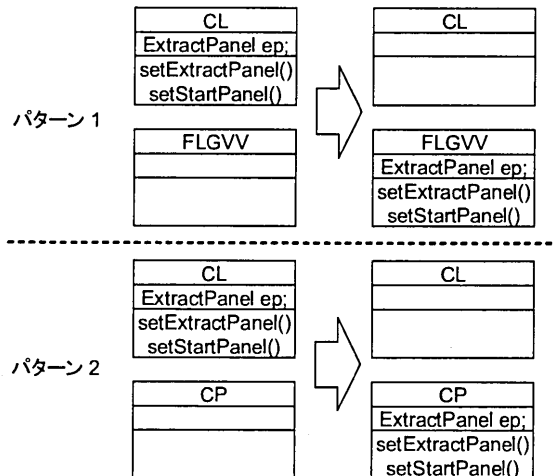 CL
ExtractPanel ep;
setExtractPanel()
setStartPanel()
CL
パターン 1
FLGVV
FLGVV
ExtractPanel ep;
setExtractPanel()
setStartPanel()
CL
ExtractPanel ep;
setExtractPanel()
setStartPanel()
CL
パターン 2
CP
CP
ExtractPanel ep;
setExtractPanel()
setStartPanel()